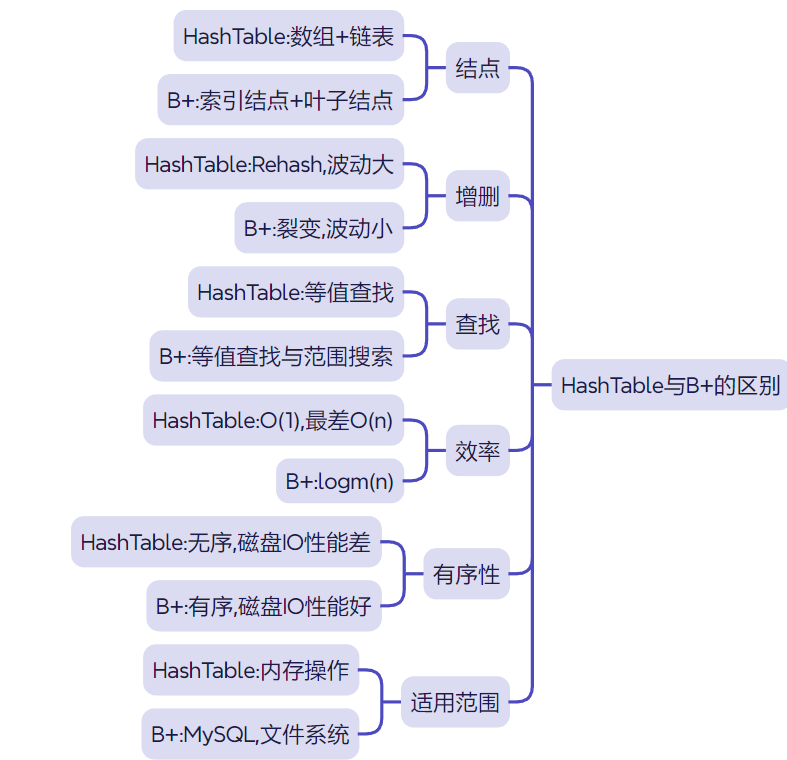 HashTable:数组+链表
结点
B+:索引结点+叶子结点
HashTable:Rehash,波动大
增删
B+:裂变,波动小
HashTable:等值查找
查找
B+:等值查找与范围搜索
HashTable与B+的区别
HashTable:O(1),最差O(n)
效率
B+:logm(n)
HashTable:无序,磁盘IO性能差
有序性
B+:有序,磁盘IO性能好
HashTable:内存操作
适用范围
B+:MySQL,文件系统